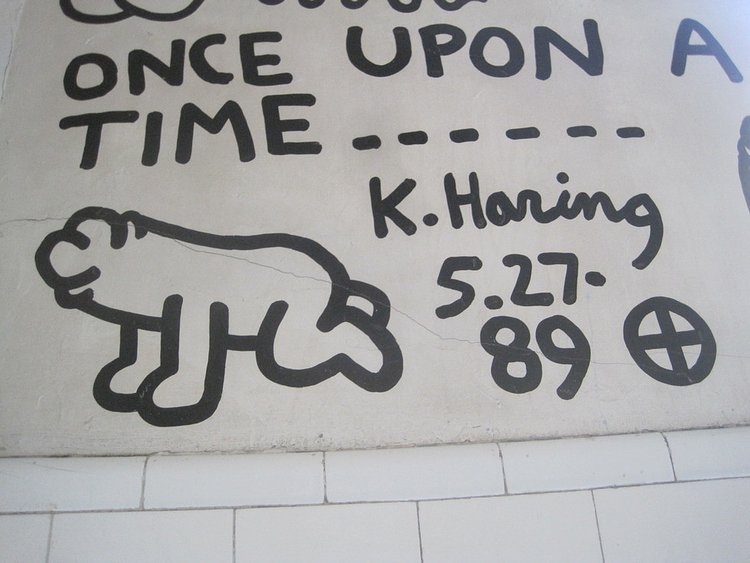 ONCE UPON A
TIME ------
K. Haring
5.27.
89